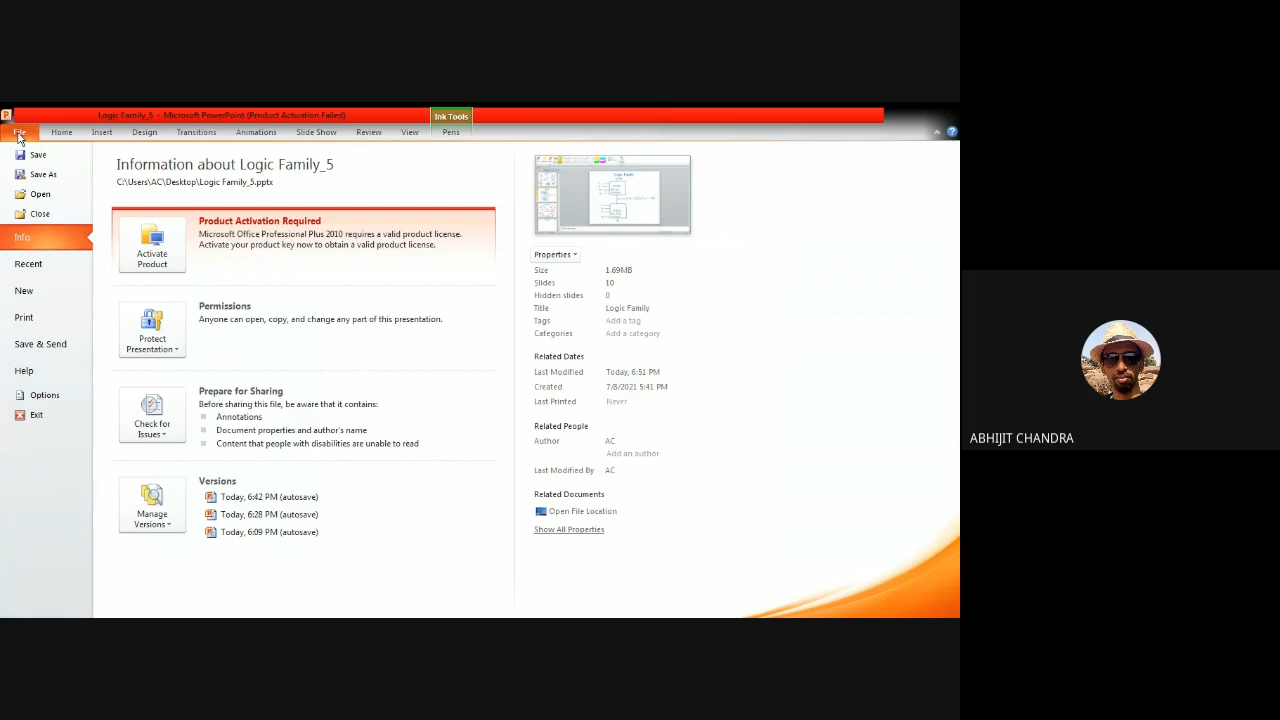 Logic Family_5 - Microsoft PowerPoint (Product Activation Failed)
Ink Tools
File Home Insert Design Transitions Animations Slide Show Review View Pens
Save
Save As
Open
Close
Info
Recent
New
Print
Save & Send
Help
Options
Exit
Information about Logic Family_5
C:\Users\AC\Desktop\Logic Family_5.pptx
Activate
Product
Product Activation Required
Microsoft Office Professional Plus 2010 requires a valid product license.
Activate your product key now to obtain a valid product license.
Protect
Presentation
Permissions
Anyone can open, copy, and change any part of this presentation.
Check for
Issues
Prepare for Sharing
Before sharing this file, be aware that it contains:
Annotations
Document properties and author's name
Content that people with disabilities are unable to read
Manage
Versions
Versions
Today, 6:42 PM (autosave)
Today, 6:28 PM (autosave)
Today, 6:09 PM (autosave)
Logic Family
Properties
Size 1.69MB
Slides 10
Hidden slides 0
Title Logic Family
Tags Add a tag
Categories Add a category
Related Dates
Last Modified Today, 6:51 PM
Created 7/8/2021 5:41 PM
Last Printed Never
Related People
Author AC
Add an author
Last Modified By AC
Related Documents
Open File Location
Show All Properties
ABHIJIT CHANDRA